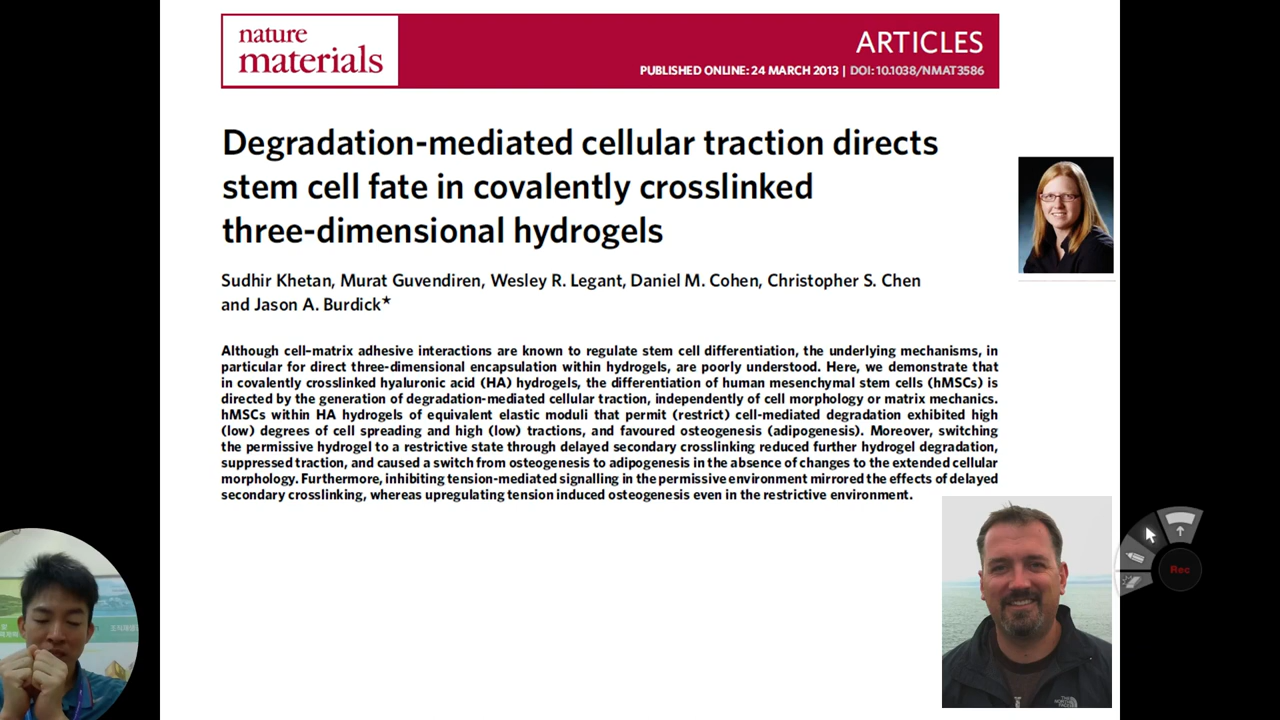 nature
materials
ARTICLES
PUBLISHED ONLINE: 24 MARCH 2013 | DOI: 10.1038/NMAT3586
Degradation-mediated cellular traction directs
stem cell fate in covalently crosslinked
three-dimensional hydrogels
Sudhir Khetan, Murat Guvendiren, Wesley R. Legant, Daniel M. Cohen, Christopher S. Chen
and Jason A. Burdick*
Although cell–matrix adhesive interactions are known to regulate stem cell differentiation, the underlying mechanisms, in
particular for direct three-dimensional encapsulation within hydrogels, are poorly understood. Here, we demonstrate that
in covalently crosslinked hyaluronic acid (HA) hydrogels, the differentiation of human mesenchymal stem cells (hMSCs) is
directed by the generation of degradation-mediated cellular traction, independently of cell morphology or matrix mechanics.
hMSCs within HA hydrogels of equivalent elastic moduli that permit (restrict) cell-mediated degradation exhibited high
(low) degrees of cell spreading and high (low) tractions, and favoured osteogenesis (adipogenesis). Moreover, switching
the permissive hydrogel to a restrictive state through delayed secondary crosslinking reduced further hydrogel degradation,
suppressed traction, and caused a switch from osteogenesis to adipogenesis in the absence of changes to the extended cellular
morphology. Furthermore, inhibiting tension-mediated signalling in the permissive environment mirrored the effects of delayed
secondary crosslinking, whereas upregulating tension induced osteogenesis even in the restrictive environment.
Rec